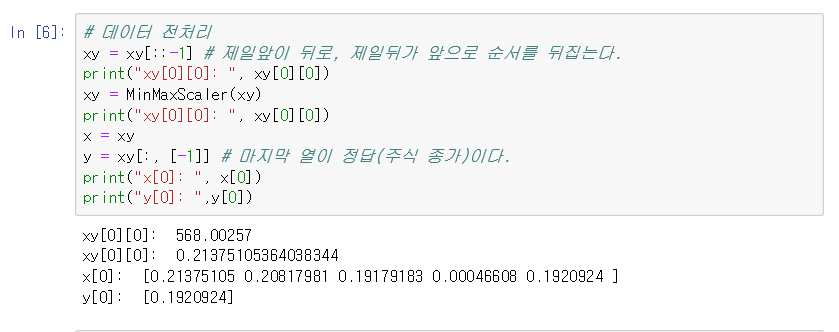 In [6]: # 데이터 전처리
xy = xy[::-1] # 제일앞이 뒤로, 제일뒤가 앞으로 순서를 뒤집는다.
print("xy[0][0]: ", xy[0][0])
xy = MinMaxScaler(xy)
print("xy[0][0]: ", xy[0][0])
x = xy
y = xy[:, [-1]] # 마지막 열이 정답(주식 종가)이다.
print("x[0]: ", x[0])
print("y[0]: ",y[0])
xy[0][0]:  568.00257
xy[0][0]:  0.21375105364038344
x[0]:  [0.21375105 0.20817981 0.19179183 0.00046608 0.1920924 ]
y[0]:  [0.1920924]